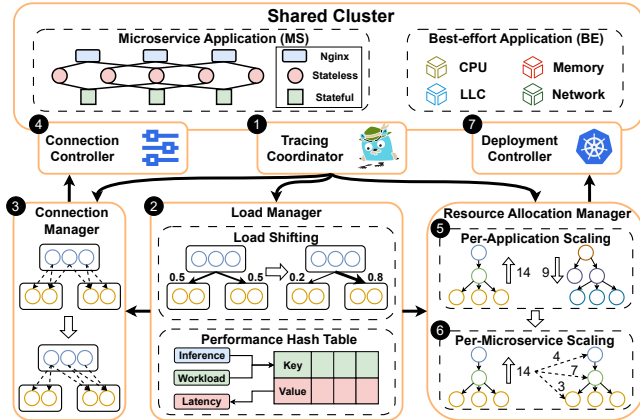 Shared Cluster
Microservice Application (MS)
Nginx
Stateless
Stateful
Best-effort Application (BE)
CPU
Memory
LLC
Network
4
Connection
Controller
1
Tracing
Coordinator
7
Deployment
Controller
3
Connection
Manager
2
Load Manager
Load Shifting
0.5
0.5
0.2
0.8
Performance Hash Table
Inference
Workload
Latency
Key
Value
Resource Allocation Manager
5
Per-Application Scaling
14
9
6
Per-Microservice Scaling
14
4
7
3